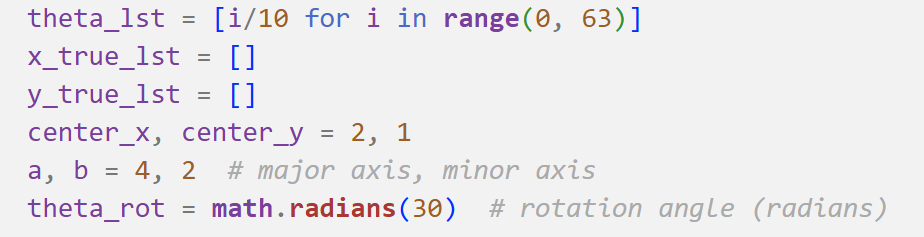 theta_lst = [i/10 for i in range(0, 63)]
x_true_lst = []
y_true_lst = []
center_x, center_y = 2, 1
a, b = 4, 2  # major axis, minor axis
theta_rot = math.radians(30)  # rotation angle (radians)